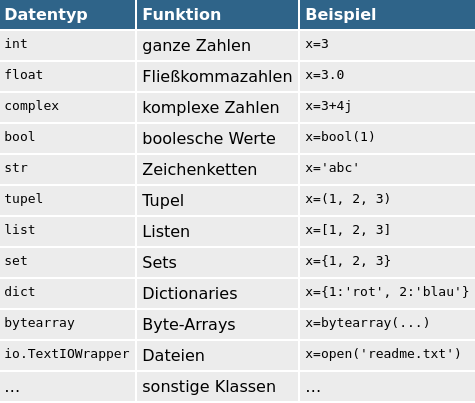 Datentyp Funktion Beispiel
int ganze Zahlen x=3
float Fließkommazahlen x=3.0
complex komplexe Zahlen x=3+4j
bool boolesche Werte x=bool(1)
str Zeichenketten x='abc'
tupel Tupel x=(1, 2, 3)
list Listen x=[1, 2, 3]
set Sets x={1, 2, 3}
dict Dictionaries x={1:'rot', 2:'blau'}
bytearray Byte-Arrays x=bytearray(...)
io.TextIOWrapper Dateien x=open('readme.txt')
… sonstige Klassen …